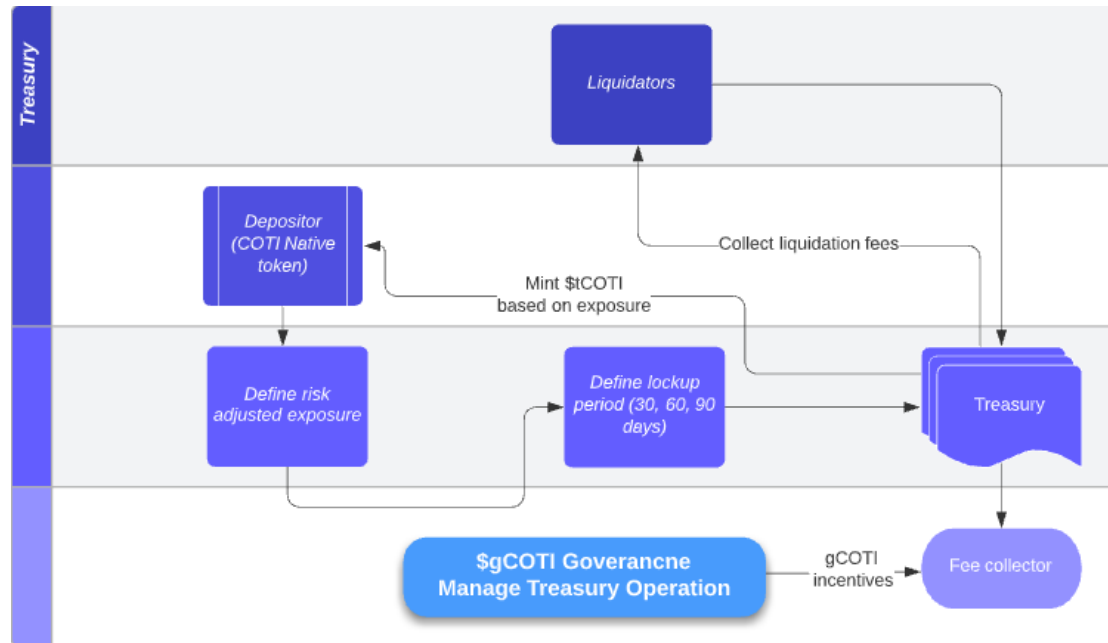 Treasury
Liquidators
Depositor
(COTI Native
token)
Collect liquidation fees
Mint $tCOTI
based on exposure
Define risk
adjusted exposure
Define lockup
period (30, 60, 90
days)
Treasury
$gCOTI Goverancne
Manage Treasury Operation
gCOTI
incentives
Fee collector